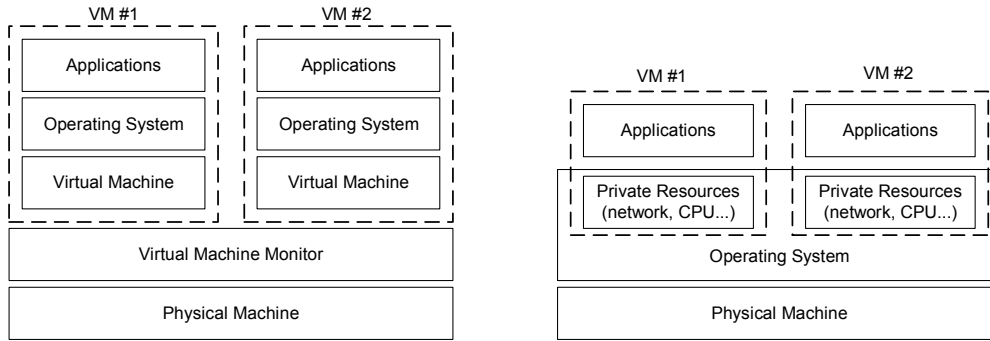 VM #1
VM #2
Applications
Applications
Operating System
Operating System
Virtual Machine
Virtual Machine
Virtual Machine Monitor
Physical Machine
VM #1
VM #2
Applications
Applications
Private Resources
(network, CPU...)
Private Resources
(network, CPU...)
Operating System
Physical Machine